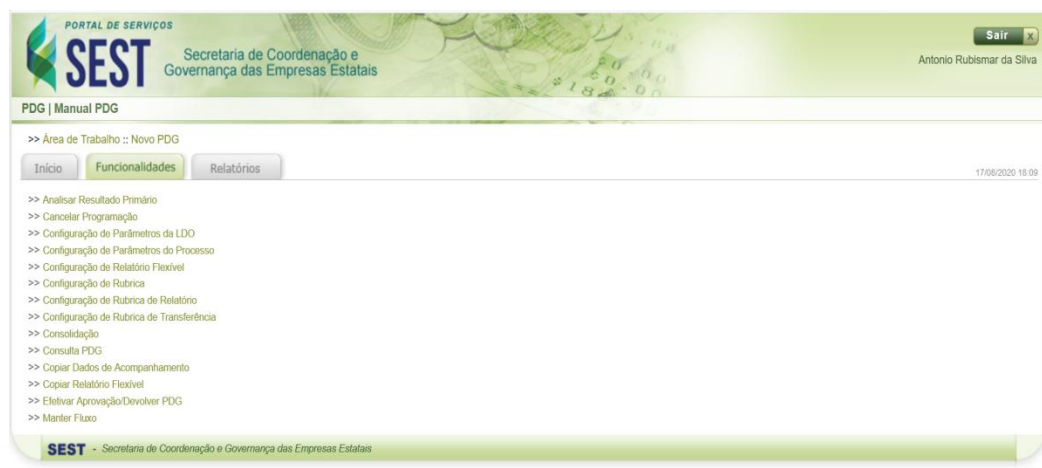 PORTAL DE SERVIÇOS
SEST
Secretaria de Coordenação e
Governança das Empresas Estatais
Sair x
Antonio Rubismar da Silva
PDG | Manual PDG
>> Área de Trabalho :: Novo PDG
Início Funcionalidades Relatórios
17/08/2020 18:09
>> Analisar Resultado Primário
>> Cancelar Programação
>> Configuração de Parâmetros da LDO
>> Configuração de Parâmetros do Processo
>> Configuração de Relatório Flexível
>> Configuração de Rubrica
>> Configuração de Rubrica de Relatório
>> Configuração de Rubrica de Transferência
>> Consolidação
>> Consulta PDG
>> Copiar Dados de Acompanhamento
>> Copiar Relatório Flexível
>> Efetivar Aprovação/Devolver PDG
>> Manter Fluxo
SEST - Secretaria de Coordenação e Governança das Empresas Estatais